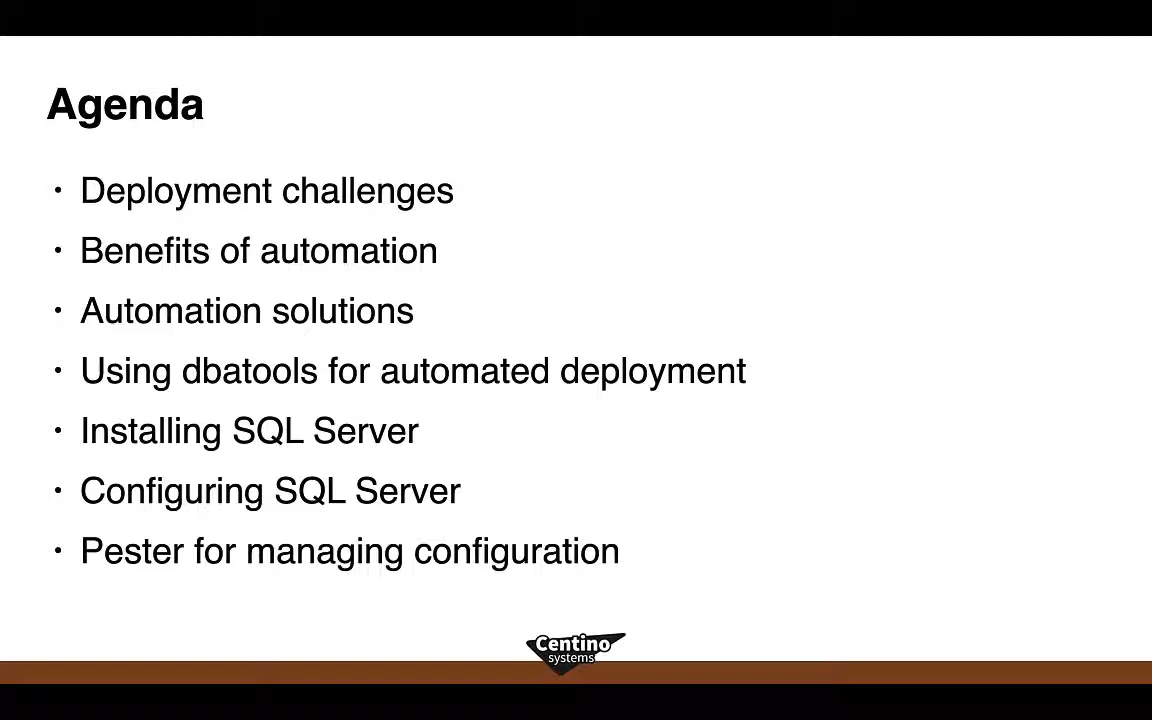 Agenda
• Deployment challenges
• Benefits of automation
• Automation solutions
• Using dbatools for automated deployment
• Installing SQL Server
• Configuring SQL Server
• Pester for managing configuration
Centino
systems